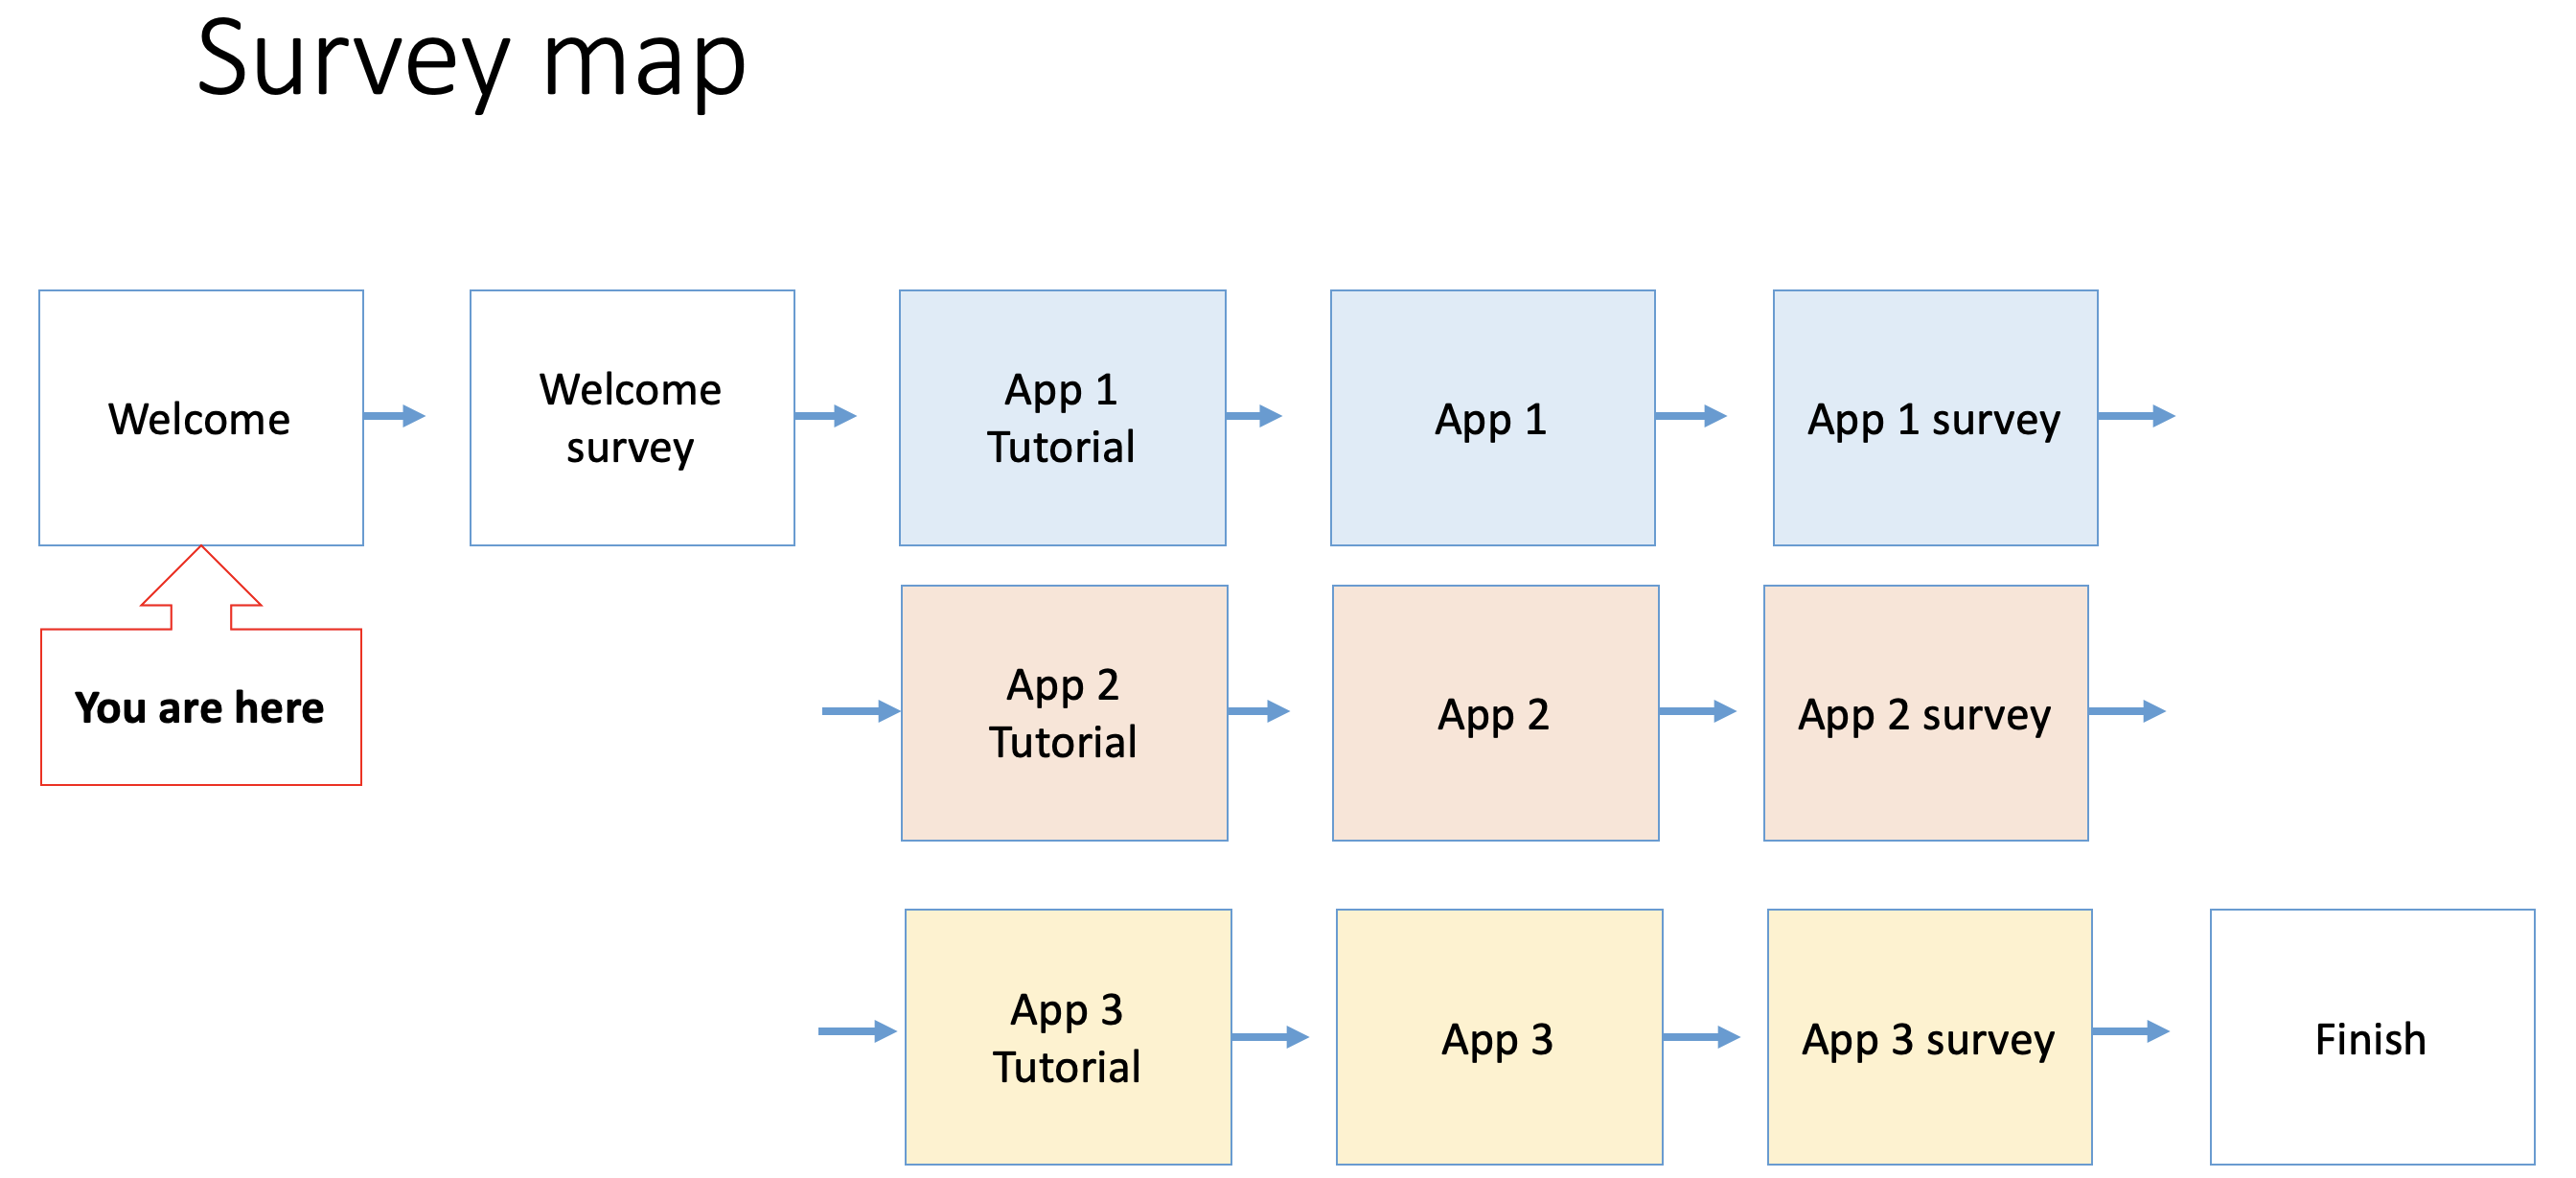 Survey map
Welcome
Welcome
survey
App 1
Tutorial
App 1
App 1 survey
You are here
App 2
Tutorial
App 2
App 2 survey
App 3
Tutorial
App 3
App 3 survey
Finish